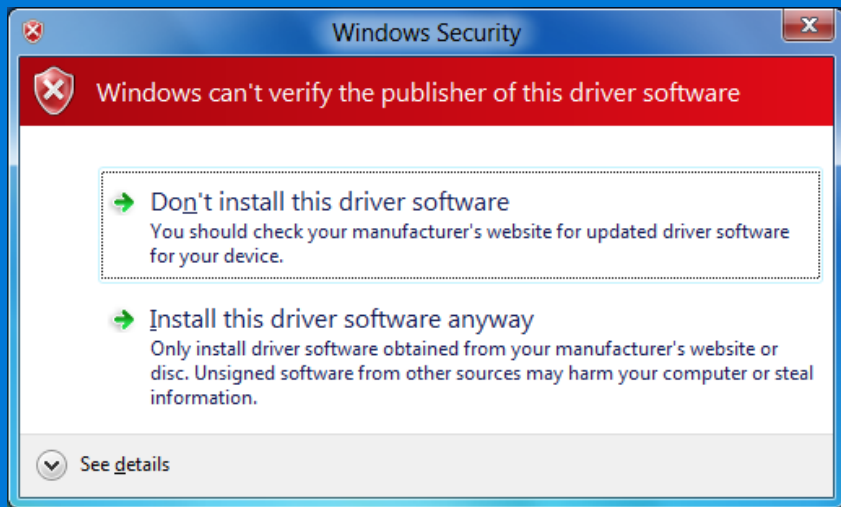 Windows Security
Windows can't verify the publisher of this driver software
Don't install this driver software
You should check your manufacturer's website for updated driver software
for your device.
Install this driver software anyway
Only install driver software obtained from your manufacturer's website or
disc. Unsigned software from other sources may harm your computer or steal
information.
See details